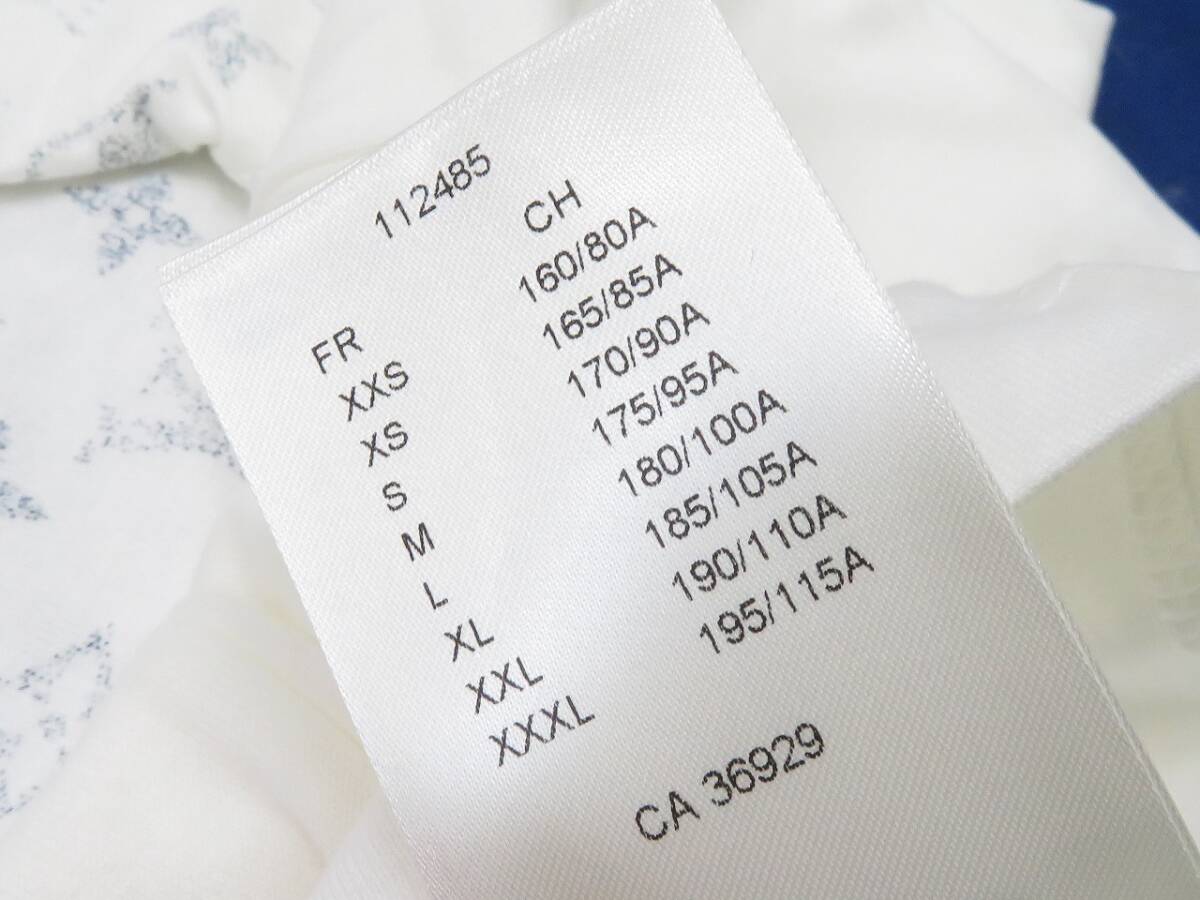 112485
FR CH
XXS 160/80A
XS 165/85A
S 170/90A
M 175/95A
L 180/100A
XL 185/105A
XXL 190/110A
XXXL 195/115A
CA 36929